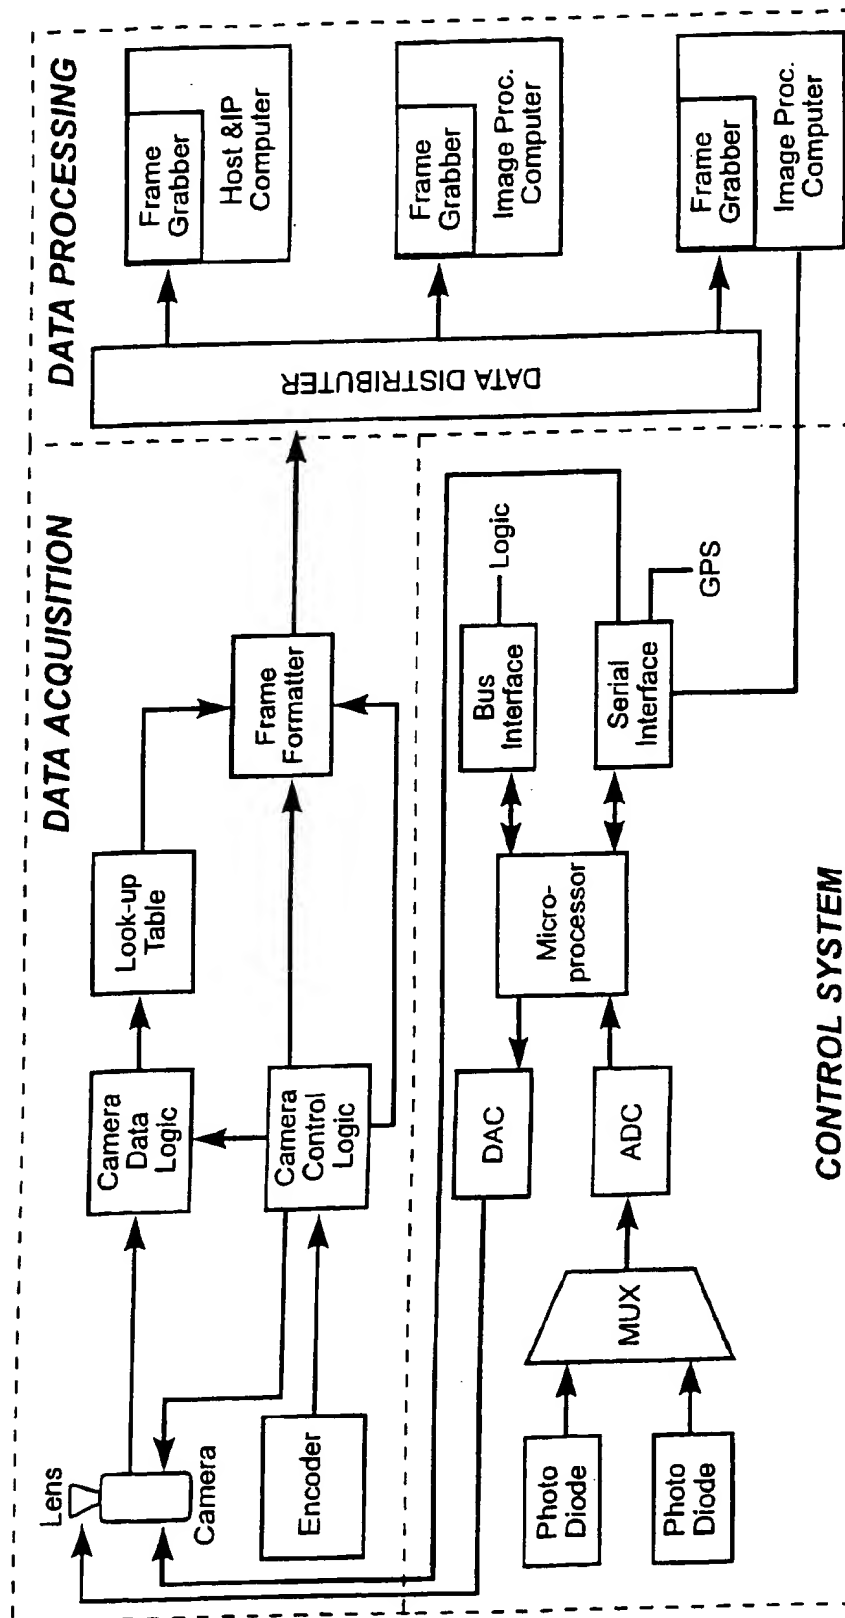 DATA ACQUISITION
DATA PROCESSING
Lens
Camera
Camera
Data
Logic
Look-up
Table
Frame
Formatter
Encoder
Camera
Control
Logic
DATA DISTRIBUTER
Frame
Grabber
Host &IP
Computer
Frame
Grabber
Image Proc.
Computer
Frame
Grabber
Image Proc.
Computer
DAC
Micro-
processor
Bus
Interface
Logic
Photo
Diode
Photo
Diode
MUX
ADC
Serial
Interface
GPS
CONTROL SYSTEM